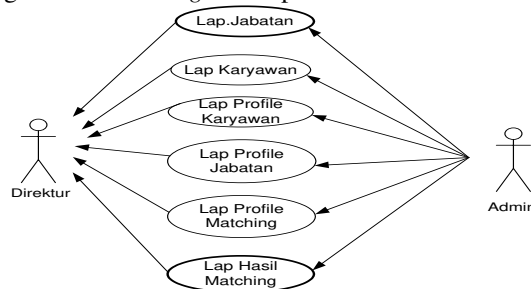 Lap.Jabatan
Lap Karyawan
Lap Profile
Karyawan
Lap Profile
Jabatan
Direktur
Admin
Lap Profile
Matching
Lap Hasil
Matching